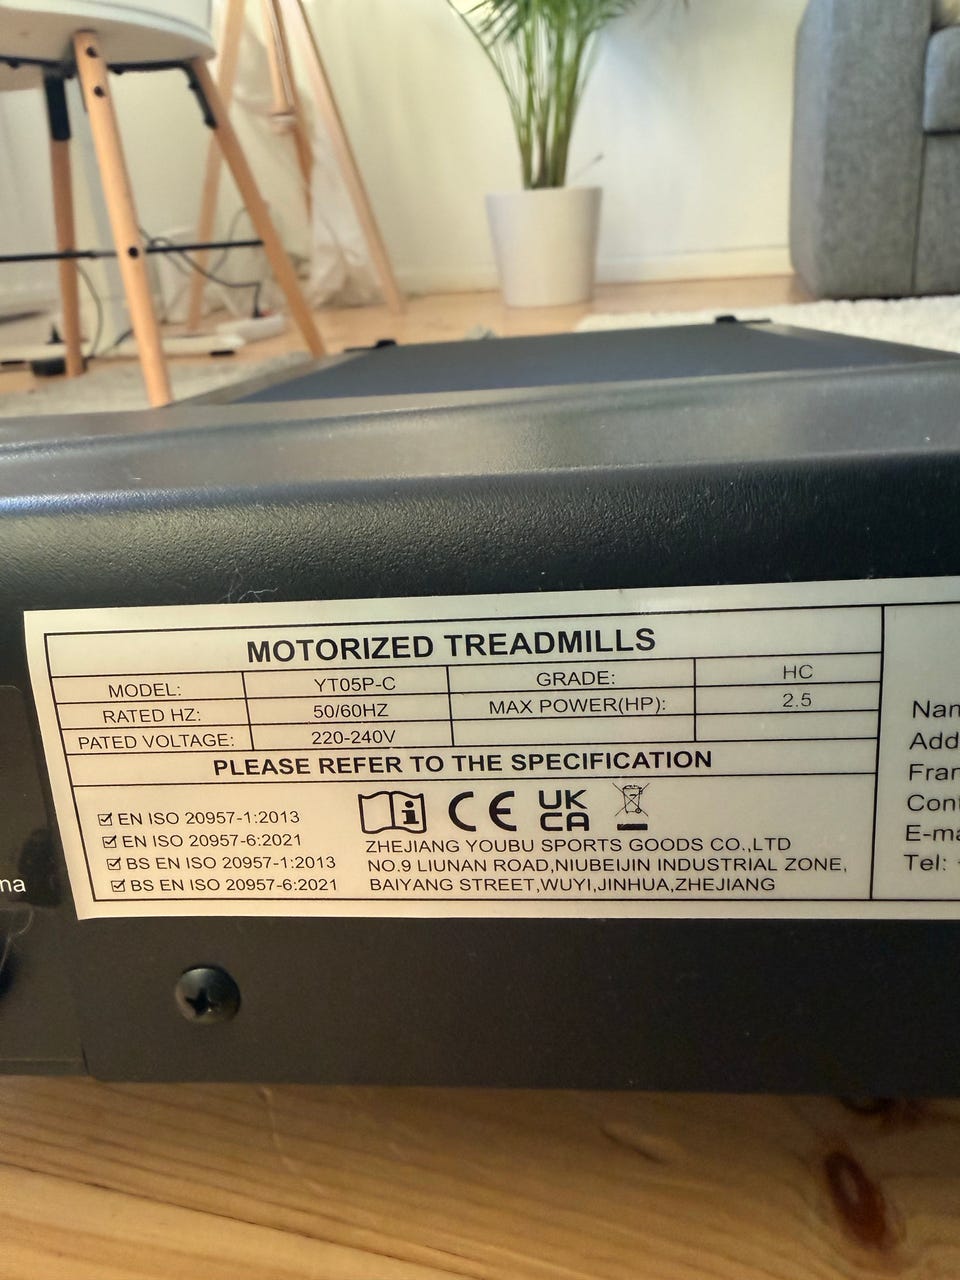 MOTORIZED TREADMILLS
MODEL: YT05P-C GRADE: HC
RATED HZ: 50/60HZ MAX POWER(HP): 2.5
PATED VOLTAGE: 220-240V
PLEASE REFER TO THE SPECIFICATION
☑ EN ISO 20957-1:2013
☑ EN ISO 20957-6:2021
☑ BS EN ISO 20957-1:2013
☑ BS EN ISO 20957-6:2021
i CE UK
CA
ZHEJIANG YOUBU SPORTS GOODS CO.,LTD
NO.9 LIUNAN ROAD,NIUBEIJIN INDUSTRIAL ZONE,
BAIYANG STREET,WUYI,JINHUA,ZHEJIANG
Tel: